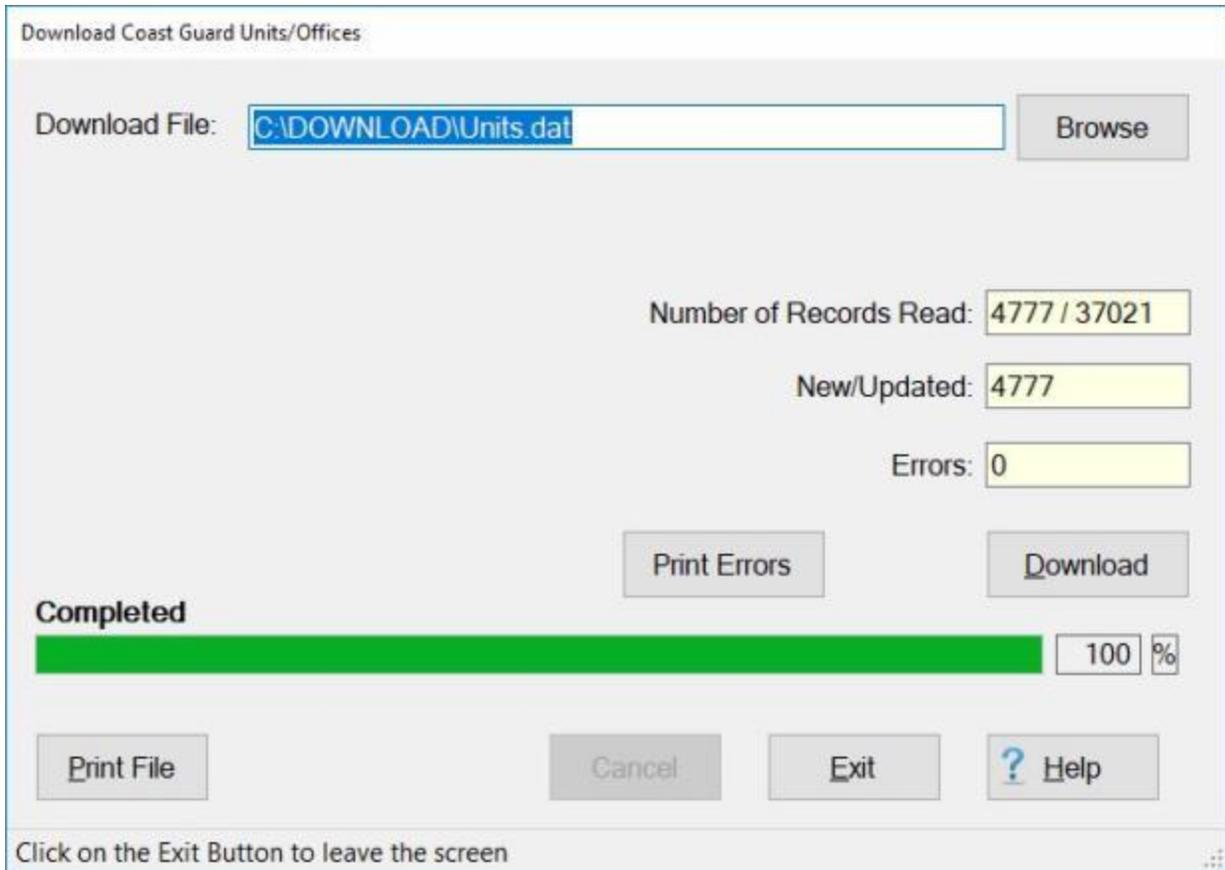 Download Coast Guard Units/Offices
Download File: C:\DOWNLOAD\Units.dat Browse
Number of Records Read: 4777 / 37021
New/Updated: 4777
Errors: 0
Print Errors Download
Completed
100 %
Print File Cancel Exit ? Help
Click on the Exit Button to leave the screen